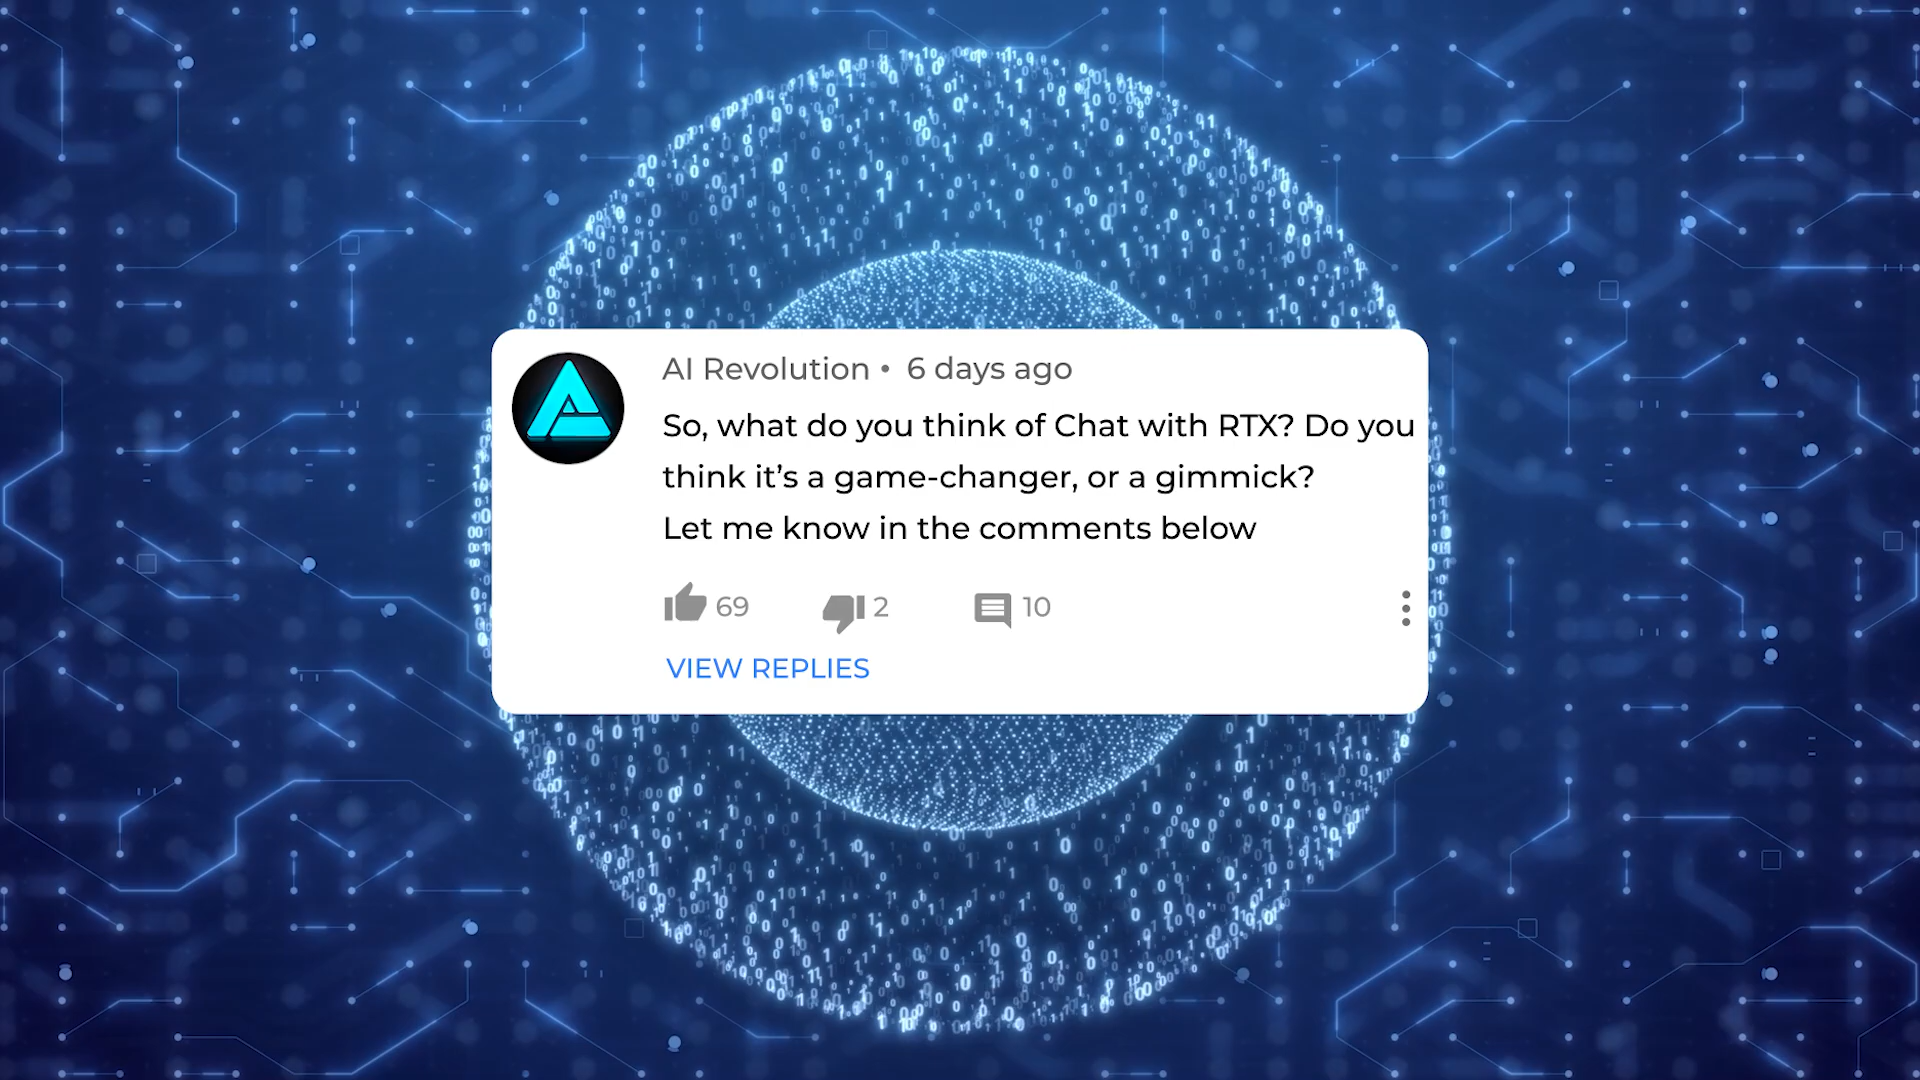 AI Revolution • 6 days ago
So, what do you think of Chat with RTX? Do you
think it’s a game-changer, or a gimmick?
Let me know in the comments below
69 2 10
VIEW REPLIES